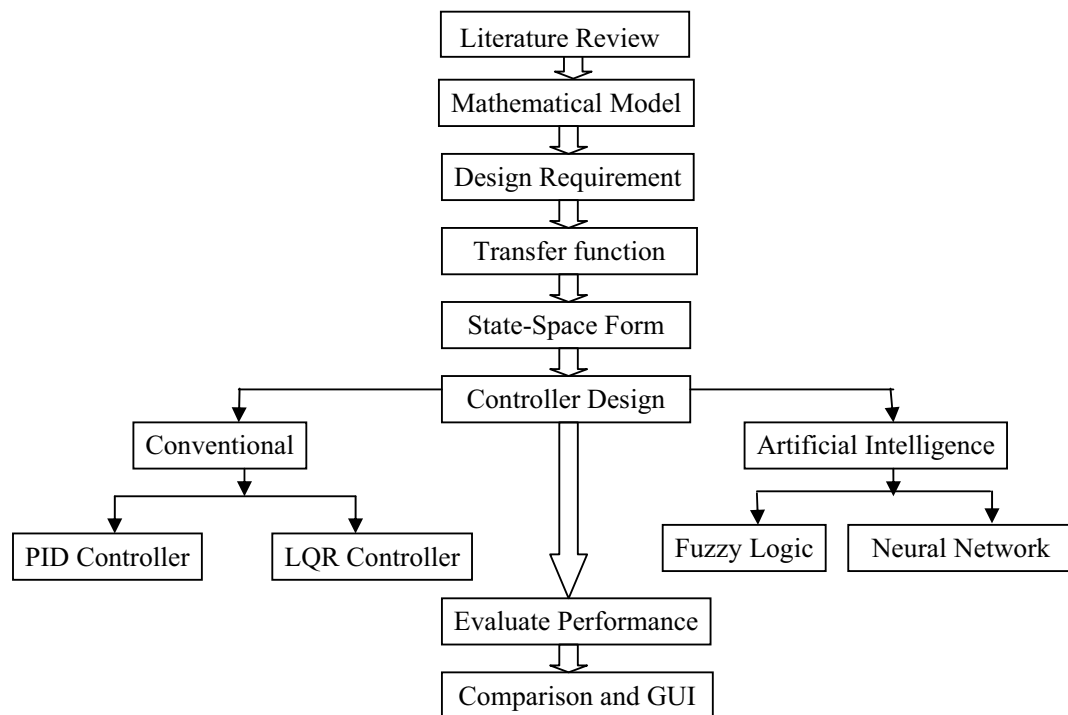 Literature Review
Mathematical Model
Design Requirement
Transfer function
State-Space Form
Controller Design
Conventional
Artificial Intelligence
PID Controller
LQR Controller
Fuzzy Logic
Neural Network
Evaluate Performance
Comparison and GUI